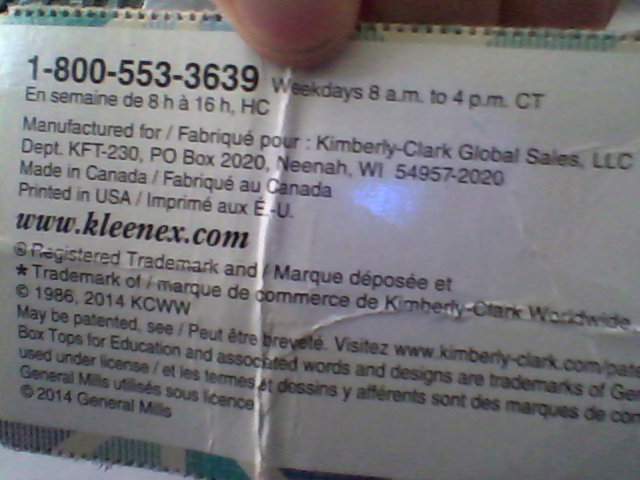 1-800-553-3639 Weekdays 8 a.m. to 4 p.m. CT
En semaine de 8 h à 16 h, HC
Manufactured for / Fabriqué pour : Kimberly-Clark Global Sales, LLC
Dept. KFT-230, PO Box 2020, Neenah, WI 54957-2020
Made in Canada / Fabriqué au Canada
Printed in USA / Imprimé aux É.-U.
www.kleenex.com
® Registered Trademark and / Marque déposée et
* Trademark of / marque de commerce de Kimberly-Clark Worldwide
© 1986, 2014 KCWW
May be patented, see / Peut être breveté. Visitez www.kimberly-clark.com/pate
Box Tops for Education and associated words and designs are trademarks of Gen
used under license / et les termes et dessins y afférents sont des marques de com
General Mills utilisés sous licence
© 2014 General Mills